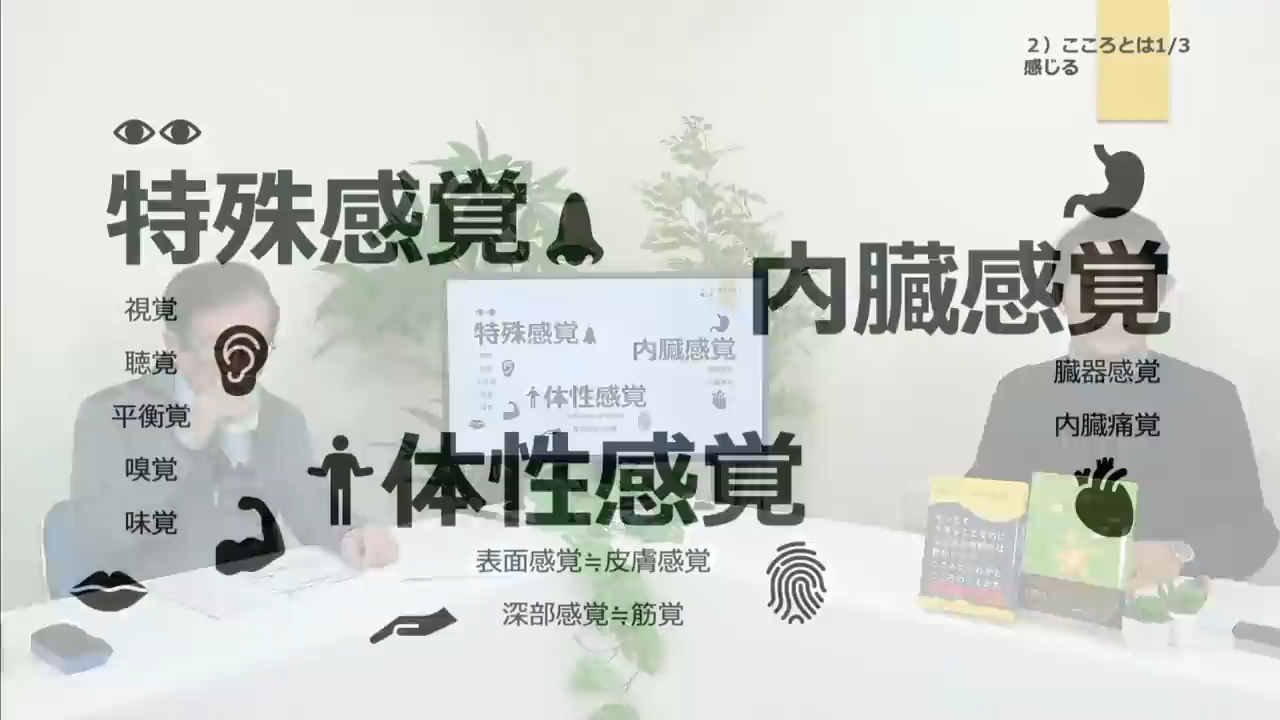 2）こころとは1/3
感じる
特殊感覚
視覚
聴覚
平衡覚
嗅覚
味覚
内臓感覚
臓器感覚
内臓痛覚
体性感覚
表面感覚≒皮膚感覚
深部感覚≒筋覚
特殊感覚
内臓感覚
体性感覚